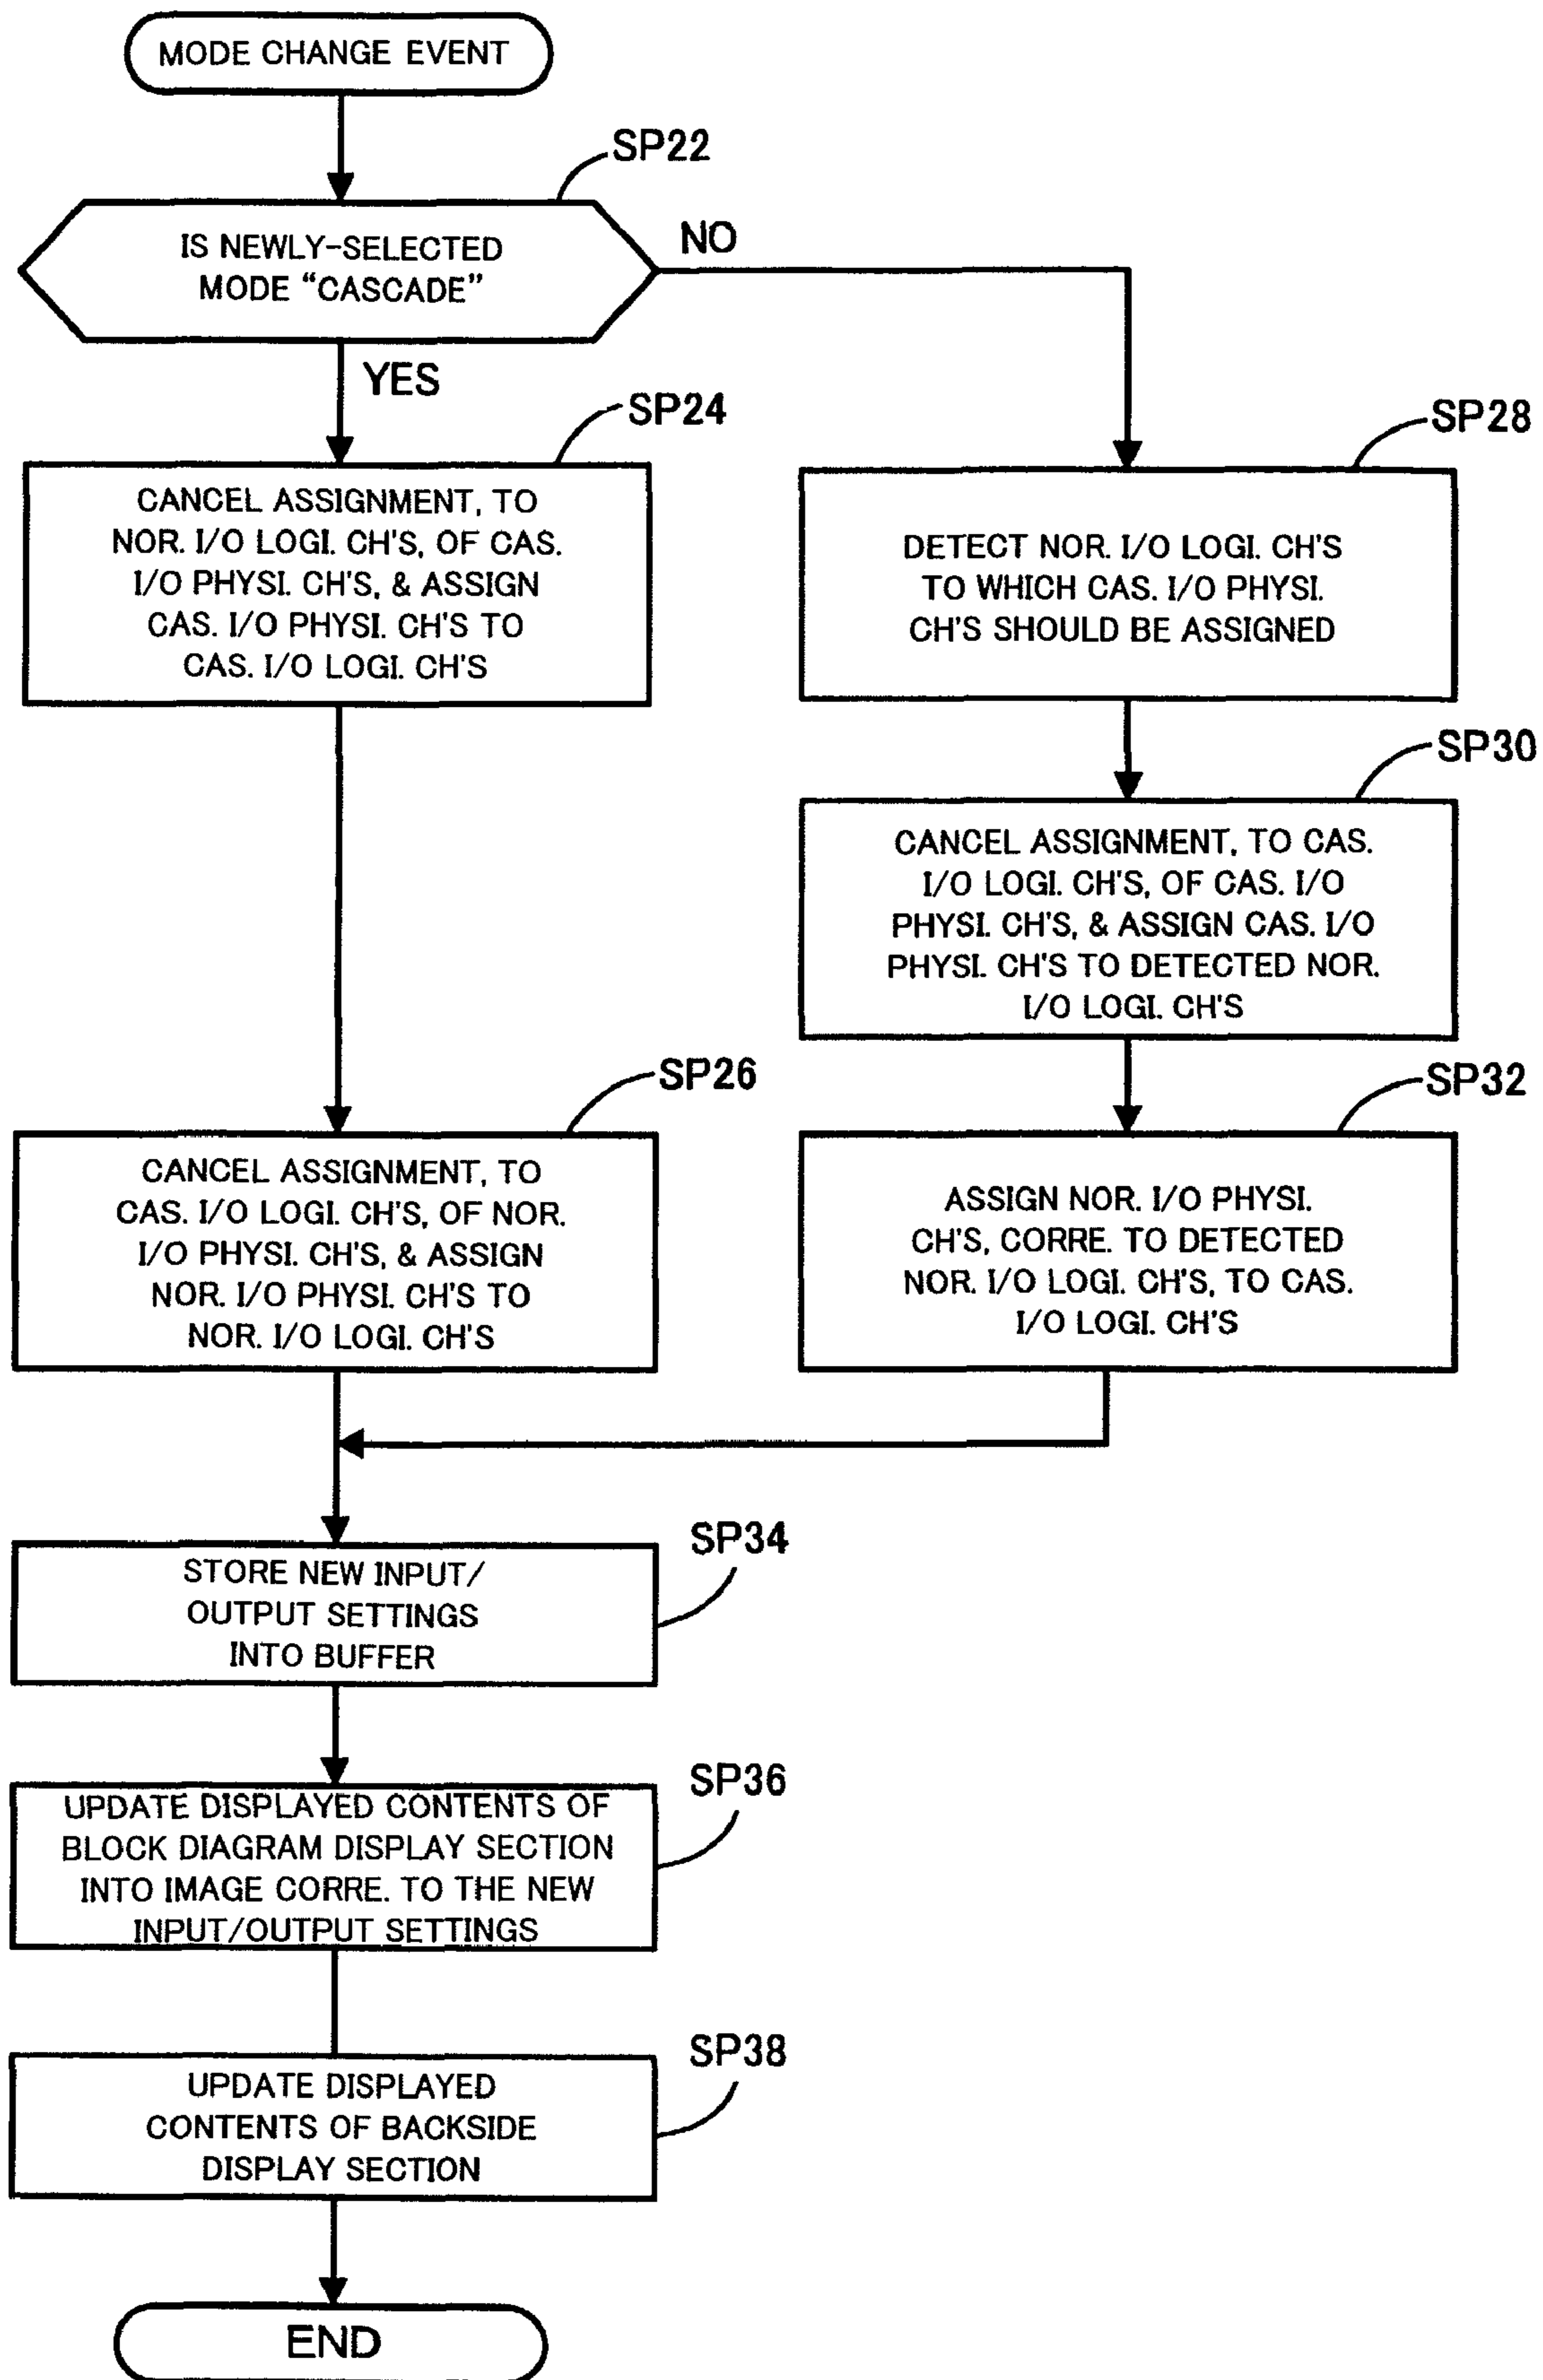 MODE CHANGE EVENT
SP22
IS NEWLY-SELECTED
MODE “CASCADE”
NO
YES
SP24
CANCEL ASSIGNMENT, TO
NOR. I/O LOGI. CH'S, OF CAS.
I/O PHYSI. CH'S, & ASSIGN
CAS. I/O PHYSI. CH'S TO
CAS. I/O LOGI. CH'S
SP28
DETECT NOR. I/O LOGI. CH'S
TO WHICH CAS. I/O PHYSI.
CH'S SHOULD BE ASSIGNED
SP30
CANCEL ASSIGNMENT, TO CAS.
I/O LOGI. CH'S, OF CAS. I/O
PHYSI. CH'S, & ASSIGN CAS. I/O
PHYSI. CH'S TO DETECTED NOR.
I/O LOGI. CH'S
SP26
CANCEL ASSIGNMENT, TO
CAS. I/O LOGI. CH'S, OF NOR.
I/O PHYSI. CH'S, & ASSIGN
NOR. I/O PHYSI. CH'S TO
NOR. I/O LOGI. CH'S
SP32
ASSIGN NOR. I/O PHYSI.
CH'S, CORRE. TO DETECTED
NOR. I/O LOGI. CH'S, TO CAS.
I/O LOGI. CH'S
SP34
STORE NEW INPUT/
OUTPUT SETTINGS
INTO BUFFER
SP36
UPDATE DISPLAYED CONTENTS OF
BLOCK DIAGRAM DISPLAY SECTION
INTO IMAGE CORRE. TO THE NEW
INPUT/OUTPUT SETTINGS
SP38
UPDATE DISPLAYED
CONTENTS OF BACKSIDE
DISPLAY SECTION
END